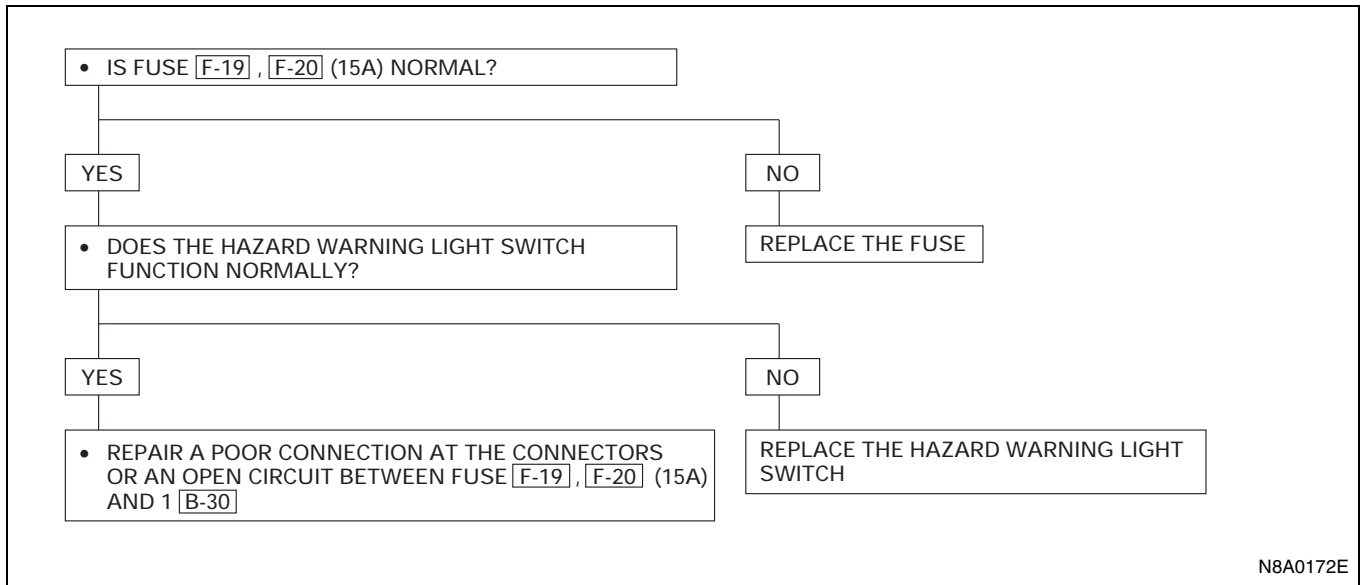 • IS FUSE F-19 , F-20 (15A) NORMAL?
YES
NO
• DOES THE HAZARD WARNING LIGHT SWITCH
FUNCTION NORMALLY?
REPLACE THE FUSE
YES
NO
• REPAIR A POOR CONNECTION AT THE CONNECTORS
OR AN OPEN CIRCUIT BETWEEN FUSE F-19 , F-20 (15A)
AND 1 B-30
REPLACE THE HAZARD WARNING LIGHT
SWITCH
N8A0172E